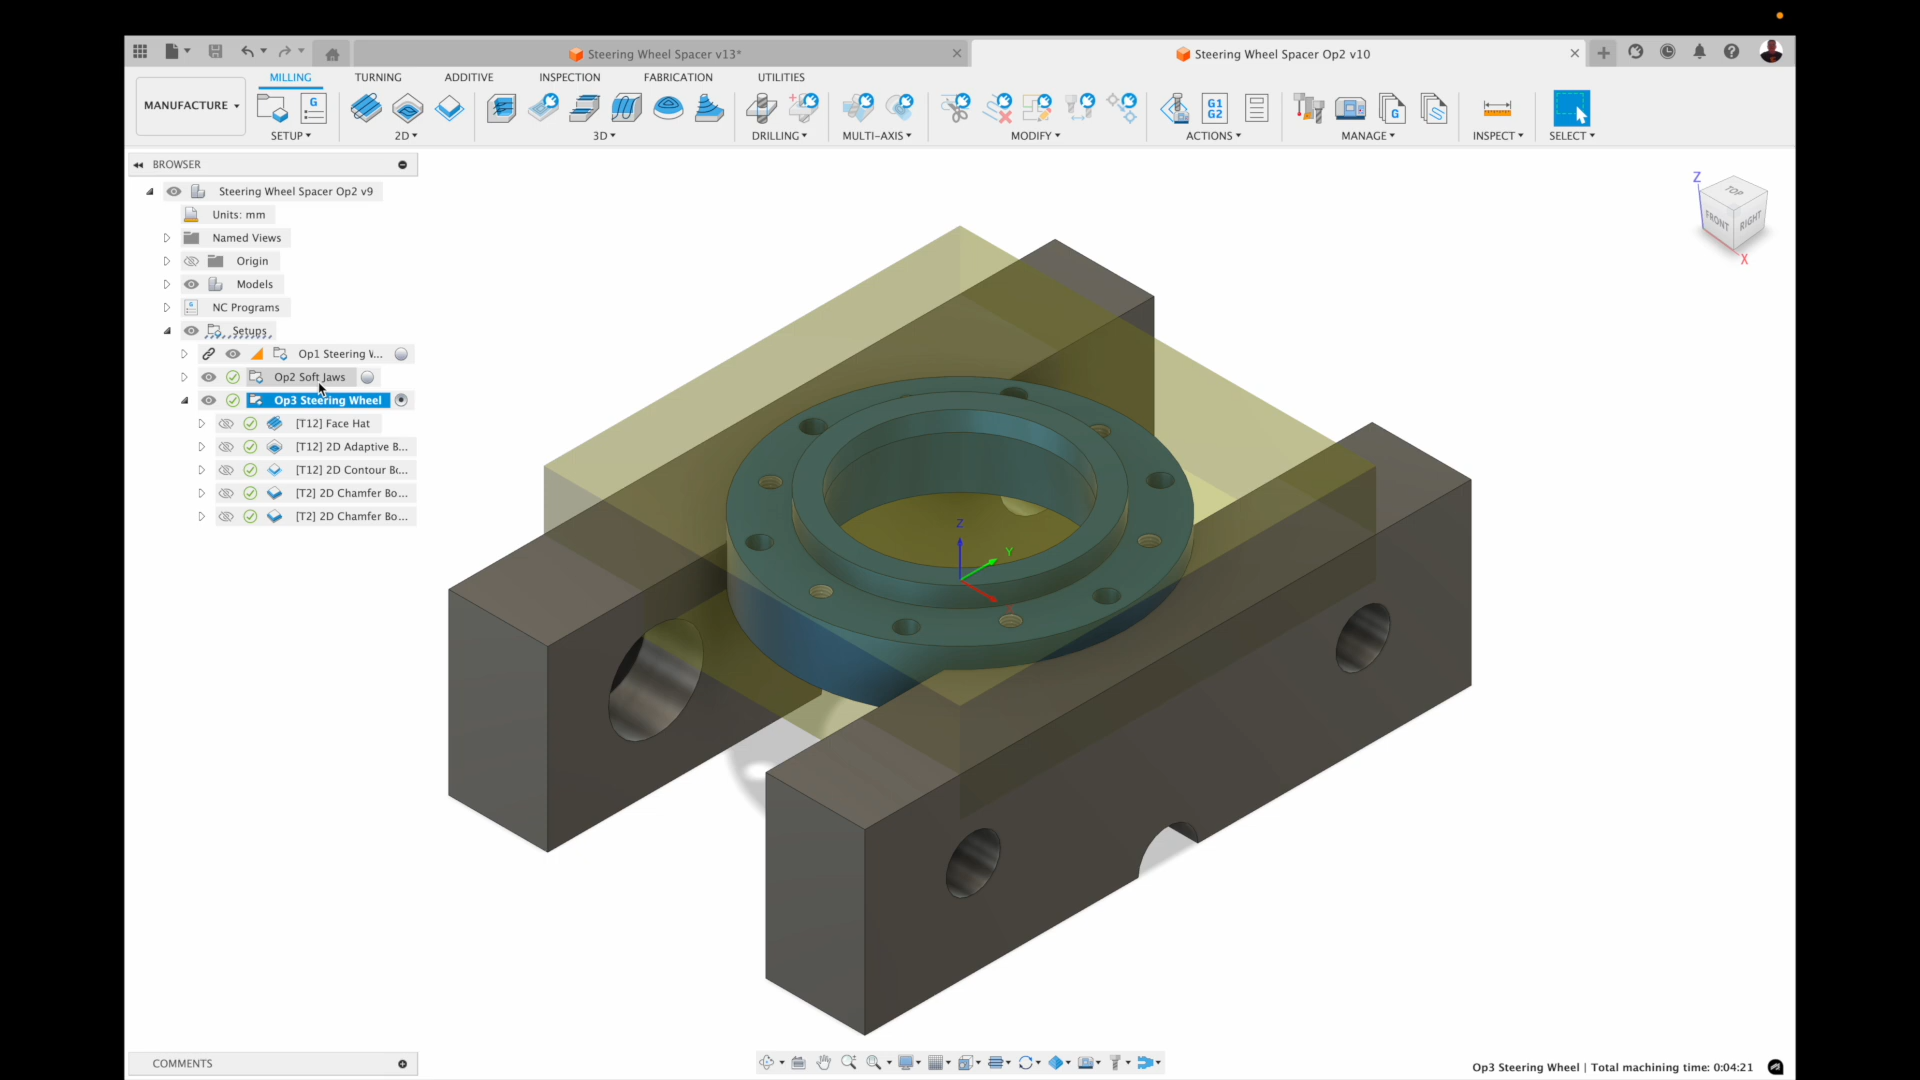 Steering Wheel Spacer v13*
Steering Wheel Spacer Op2 v10
MANUFACTURE
MILLING TURNING ADDITIVE INSPECTION FABRICATION UTILITIES
SETUP 2D 3D DRILLING MULTI-AXIS MODIFY ACTIONS MANAGE INSPECT SELECT
G
G1
G2
G
BROWSER
Steering Wheel Spacer Op2 v9
Units: mm
Named Views
Origin
Models
NC Programs
Setups
Op1 Steering W...
Op2 Soft Jaws
Op3 Steering Wheel
[T12] Face Hat
[T12] 2D Adaptive B...
[T12] 2D Contour Bo...
[T2] 2D Chamfer Bo...
[T2] 2D Chamfer Bo...
Z
TOP
FRONT
RIGHT
X
Z
Y
COMMENTS
Op3 Steering Wheel | Total machining time: 0:04:21